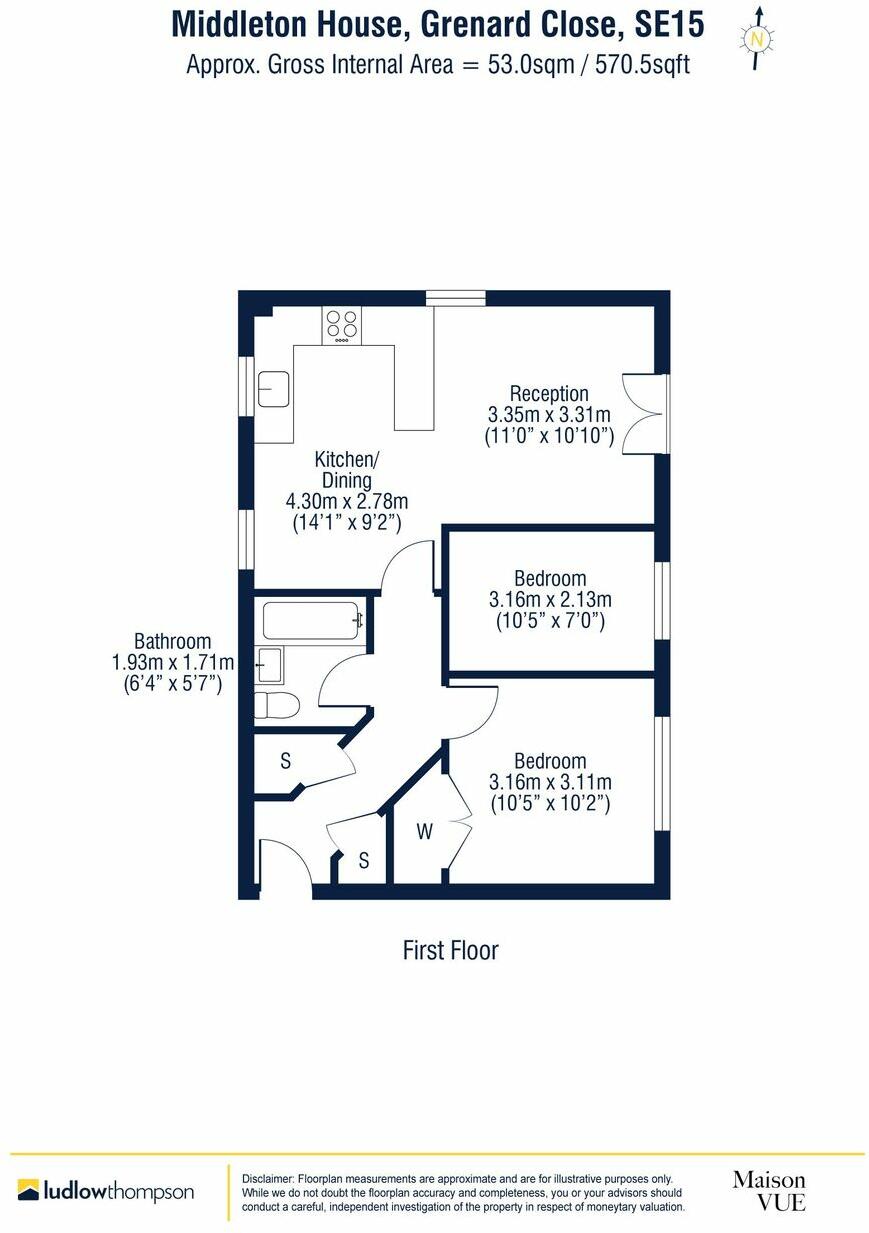 Middleton House, Grenard Close, SE15
Approx. Gross Internal Area = 53.0sqm / 570.5sqft
N
Reception
3.35m x 3.31m
(11'0" x 10'10")
Kitchen/
Dining
4.30m x 2.78m
(14'1" x 9'2")
Bedroom
3.16m x 2.13m
(10'5" x 7'0")
Bathroom
1.93m x 1.71m
(6'4" x 5'7")
S
Bedroom
3.16m x 3.11m
(10'5" x 10'2")
W
S
First Floor
ludlowthompson
Disclaimer: Floorplan measurements are approximate and are for illustrative purposes only.
While we do not doubt the floorplan accuracy and completeness, you or your advisors should
conduct a careful, independent investigation of the property in respect of moneytary valuation.
Maison
VUE